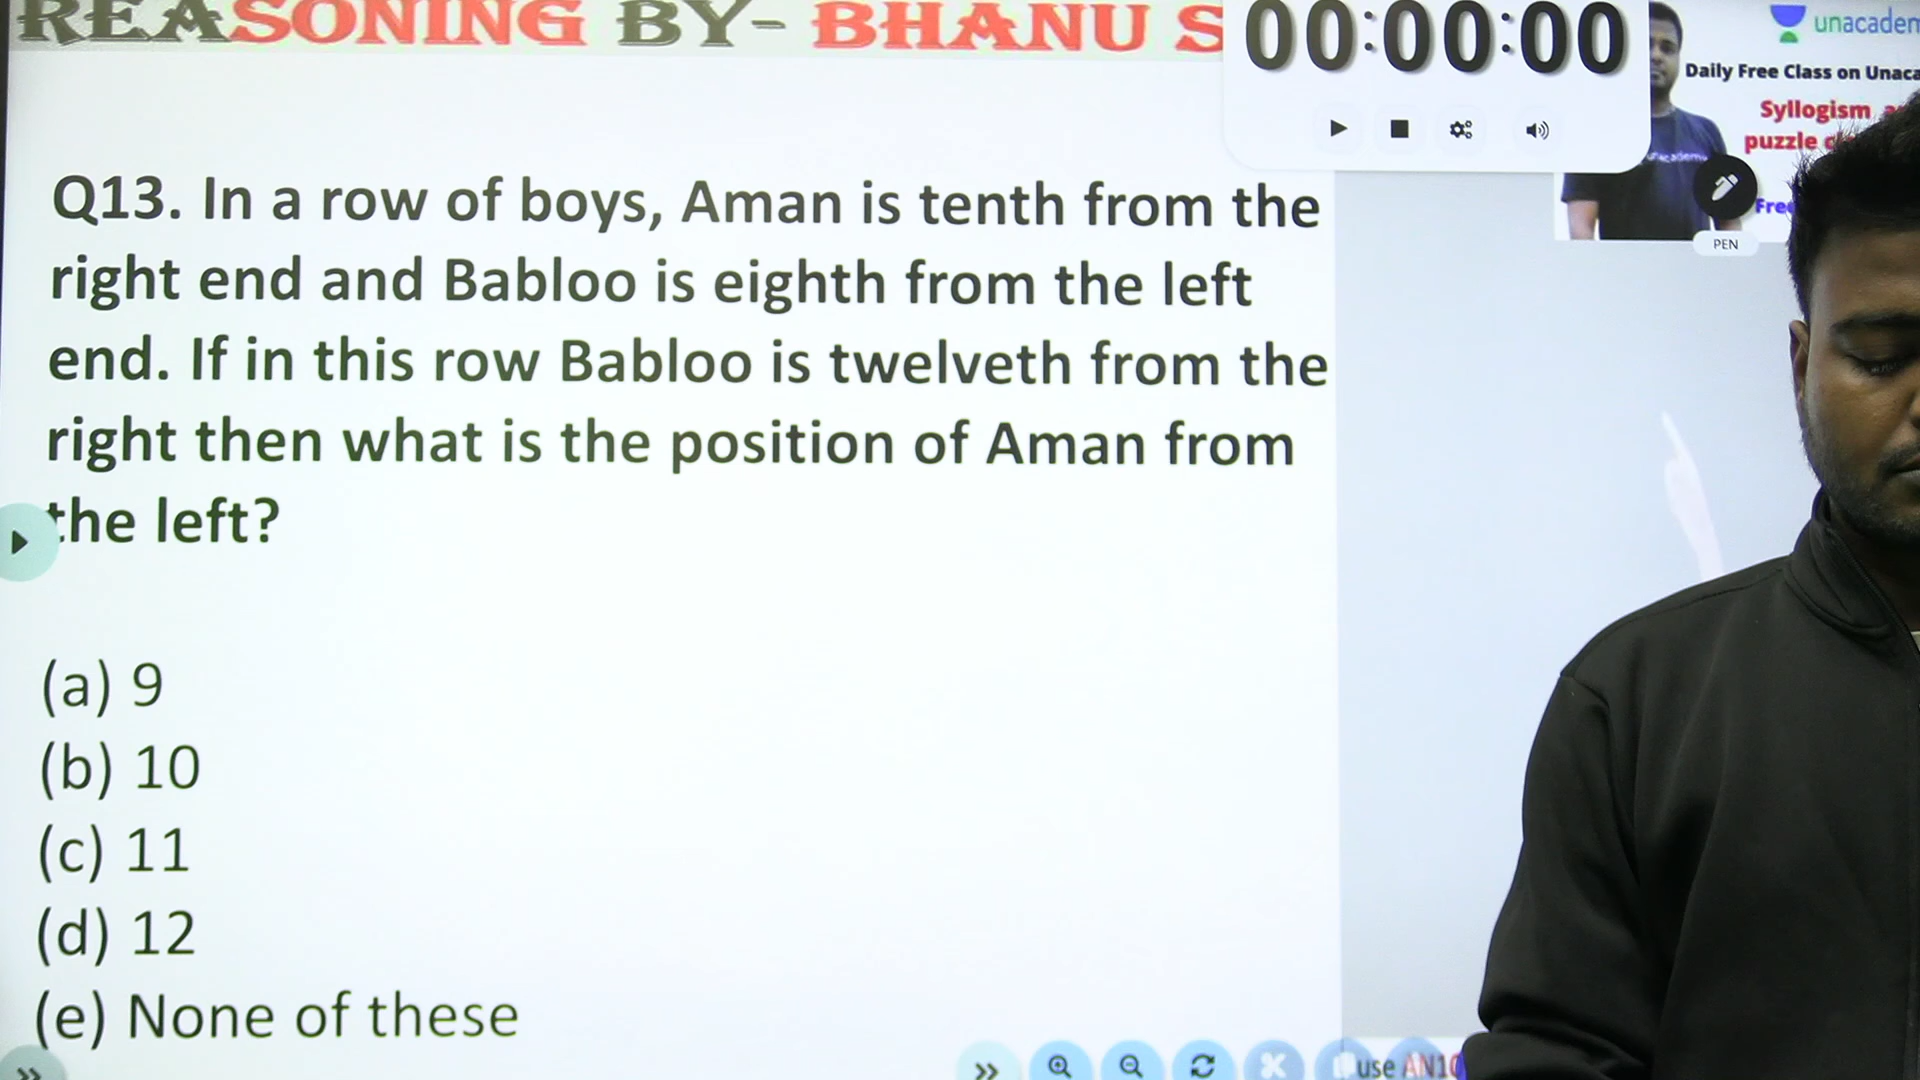 REASONING BY- BHANU S
00:00:00
unacadem
Daily Free Class on Unaca
Syllogism
puzzle
Free
PEN
Q13. In a row of boys, Aman is tenth from the
right end and Babloo is eighth from the left
end. If in this row Babloo is twelveth from the
right then what is the position of Aman from
the left?
(a) 9
(b) 10
(c) 11
(d) 12
(e) None of these
use AN10